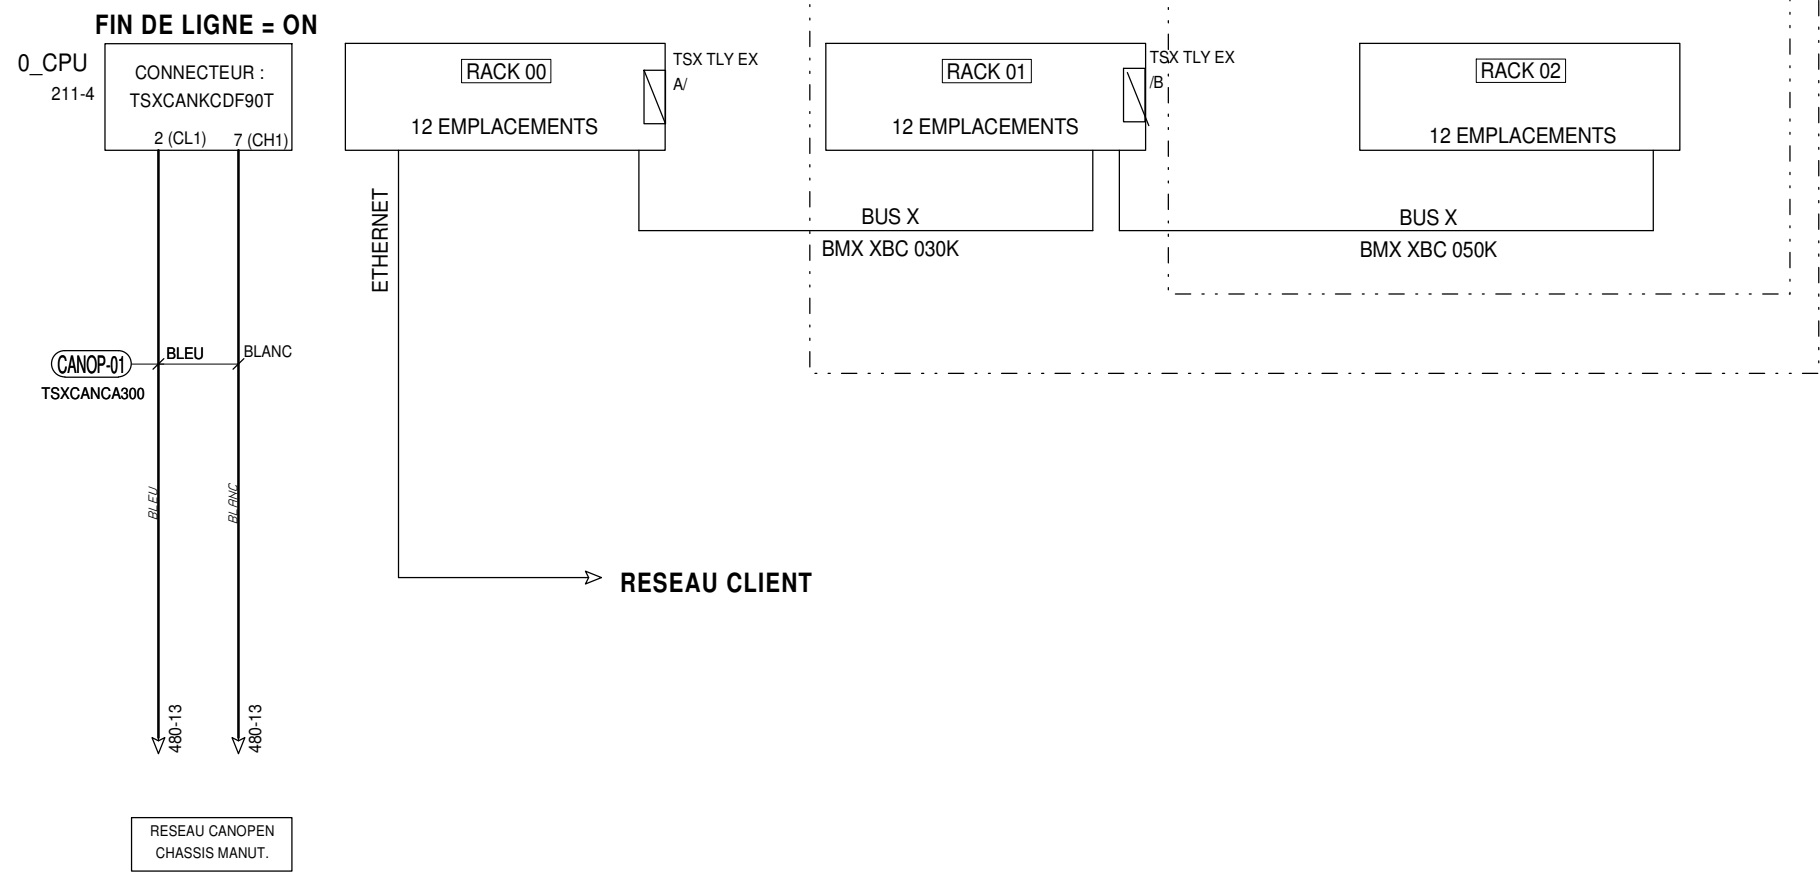 FIN DE LIGNE = ON
0_CPU
211-4
CONNECTEUR :
TSXCANKCDF90T
2 (CL1)
7 (CH1)
RACK 00
12 EMPLACEMENTS
TSX TLY EX
A/
RACK 01
12 EMPLACEMENTS
TSX TLY EX
/B
RACK 02
12 EMPLACEMENTS
ETHERNET
BUS X
BMX XBC 030K
BUS X
BMX XBC 050K
CANOP-01
BLEU
BLANC
TSXCANCA300
BLEU
BLANC
RESEAU CLIENT
480-13
480-13
RESEAU CANOPEN
CHASSIS MANUT.